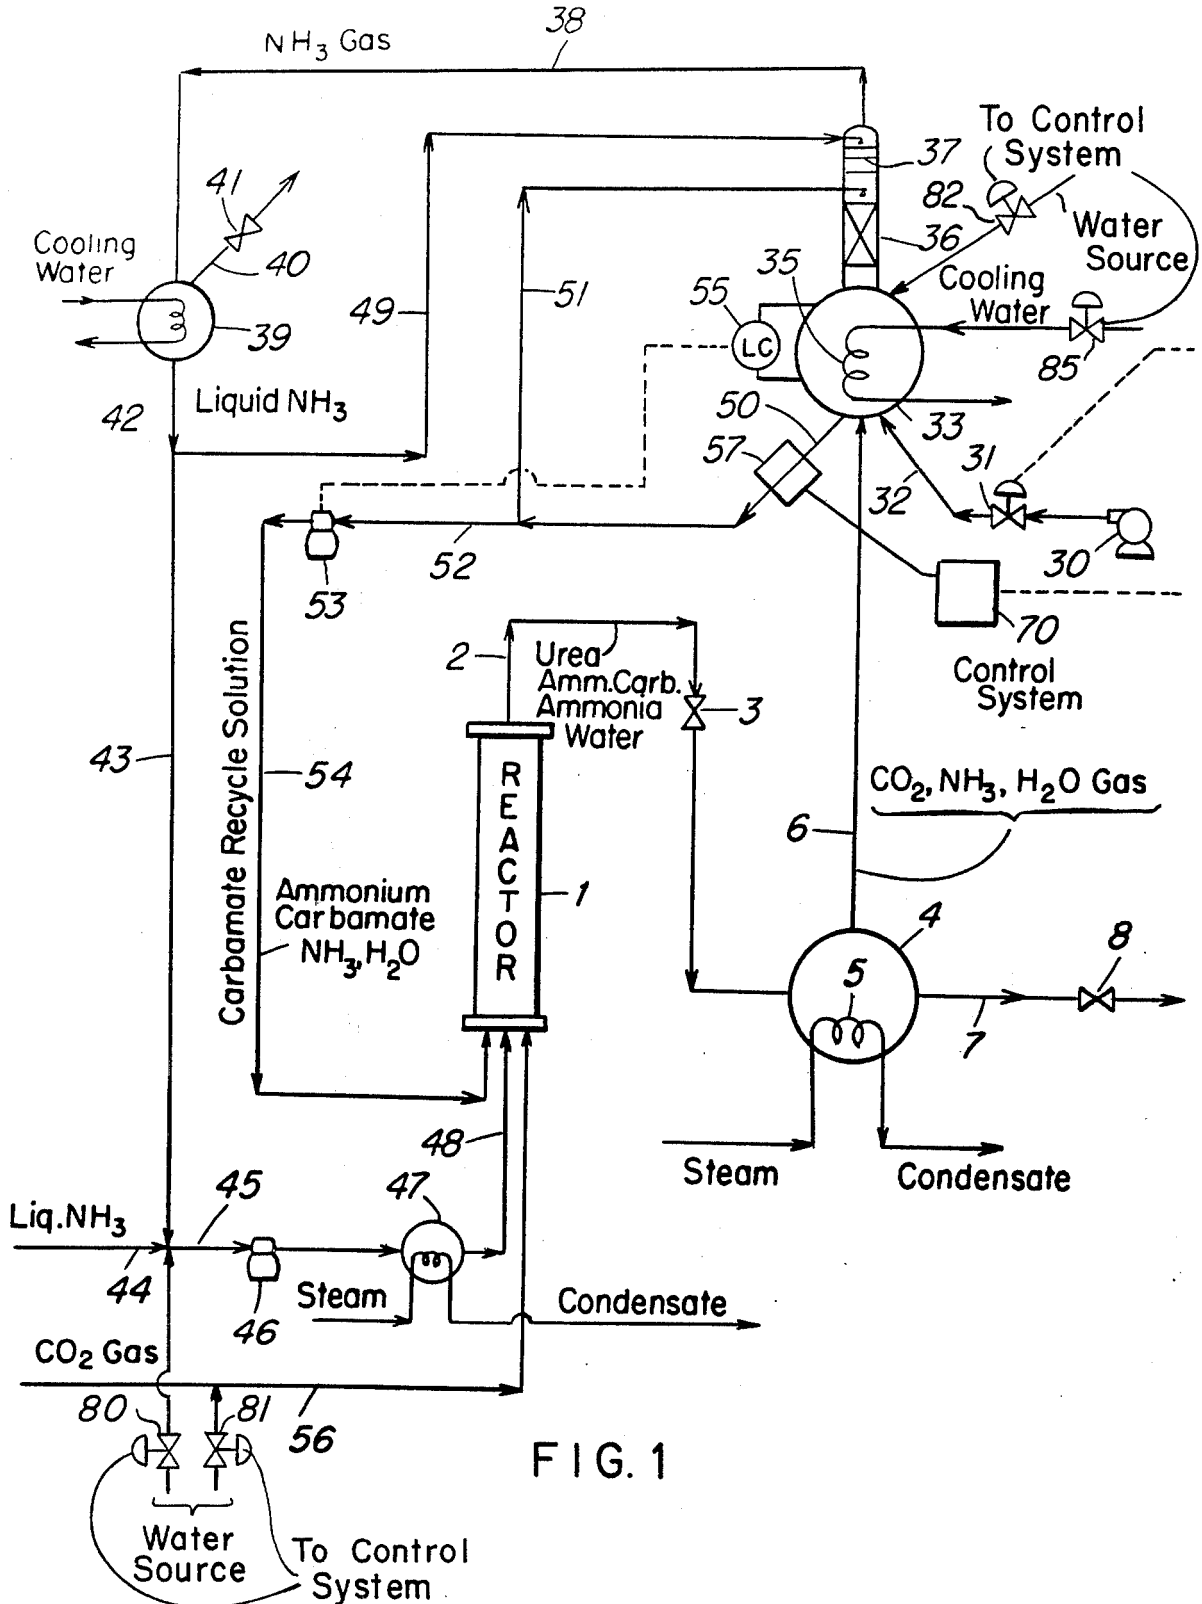 38
NH3 Gas
To Control
System
37
41
82
Water
Source
36
Cooling
Water
40
35
Cooling
Water
51
55
49
39
LC
85
Liquid NH3
42
50
33
57
31
32
52
30
53
2
Urea
Amm.Carb.
Ammonia
Water
70
Control
System
3
43
54
Carbamate Recycle Solution
REACTOR
CO2, NH3, H2O Gas
6
1
Ammonium
Carbamate
NH3, H2O
4
8
5
7
48
Steam
Condensate
45
47
Liq.NH3
44
46
Steam
Condensate
CO2 Gas
80
81
56
FIG. 1
Water
Source
To Control
System